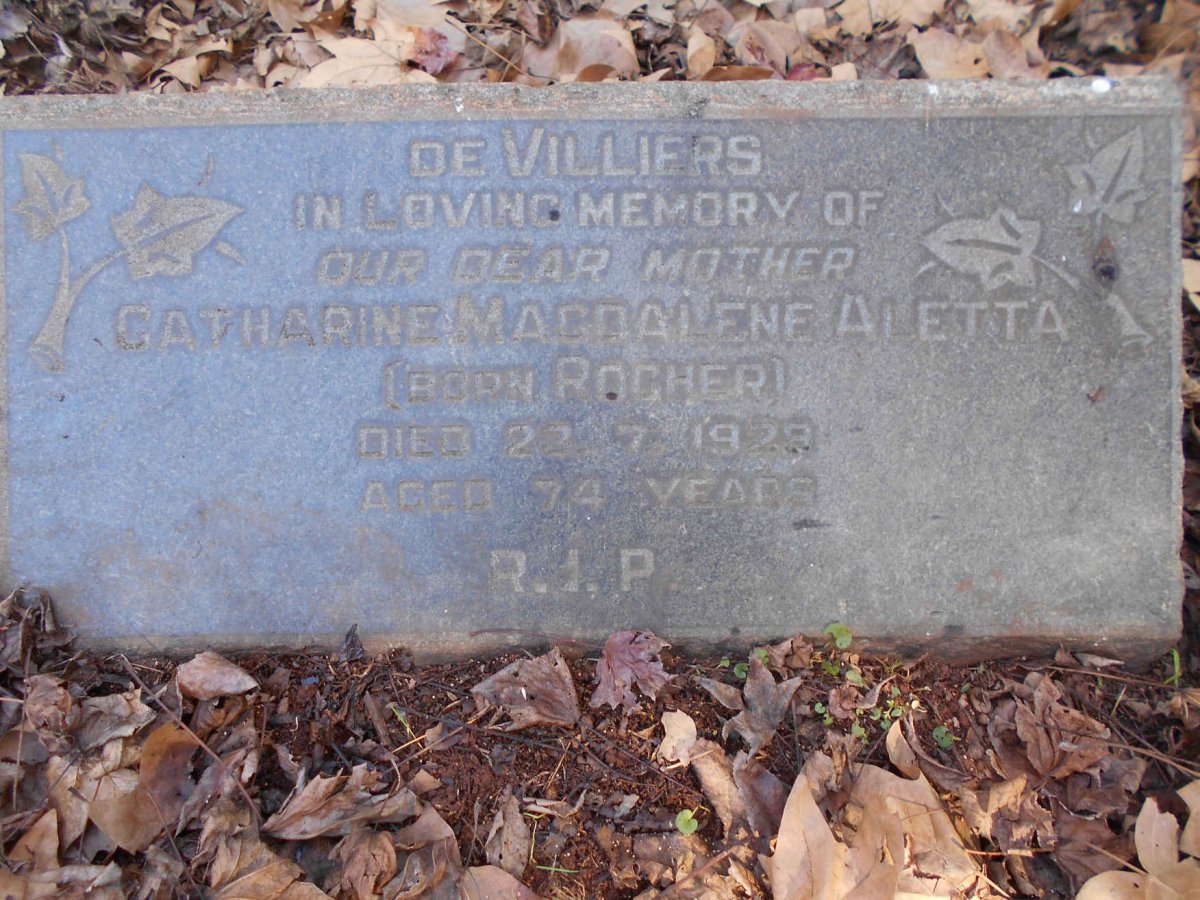 DE VILLIERS
IN LOVING MEMORY OF
OUR DEAR MOTHER
CATHARINE MAGDALENE ALETTA
(BORN ROCHER)
DIED 7. 1923
AGED 74 YEARS
R.I.P.